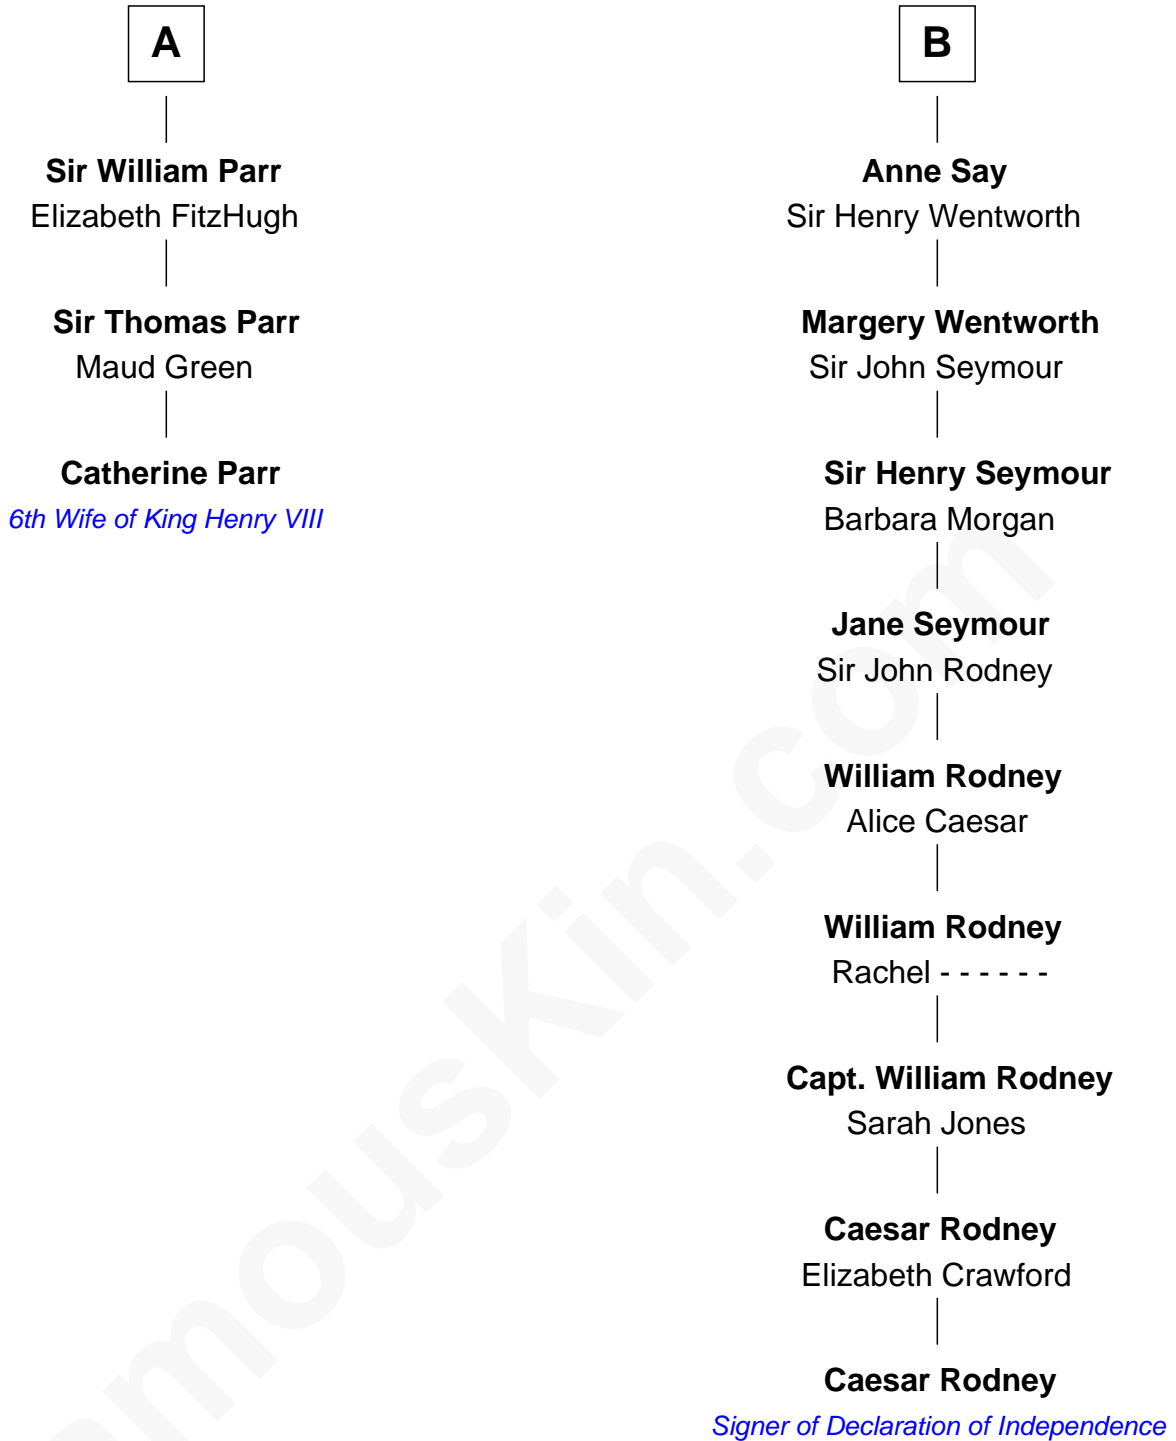 A
Sir William Parr
Elizabeth FitzHugh
Sir Thomas Parr
Maud Green
Catherine Parr
6th Wife of King Henry VIII
B
Anne Say
Sir Henry Wentworth
Margery Wentworth
Sir John Seymour
Sir Henry Seymour
Barbara Morgan
Jane Seymour
Sir John Rodney
William Rodney
Alice Caesar
William Rodney
Rachel - - - - - -
Capt. William Rodney
Sarah Jones
Caesar Rodney
Elizabeth Crawford
Caesar Rodney
Signer of Declaration of Independence
amouskin.com